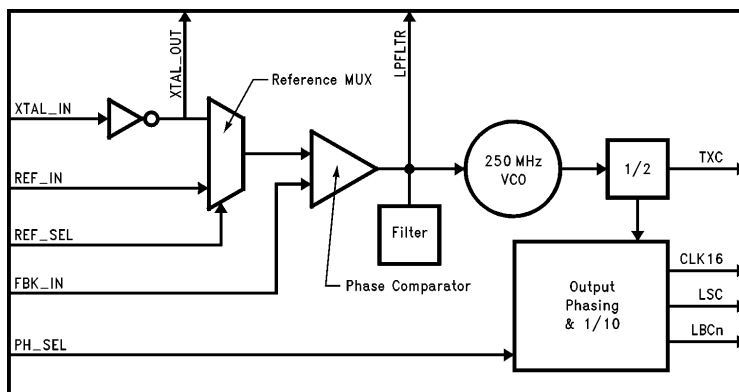 XTAL_OUT
LPFLTR
Reference MUX
XTAL_IN
REF_IN
250 MHz
VCO
1/2
TXC
REF_SEL
Filter
FBK_IN
Phase Comparator
Output
Phasing
& 1/10
CLK16
LSC
LBCn
PH_SEL